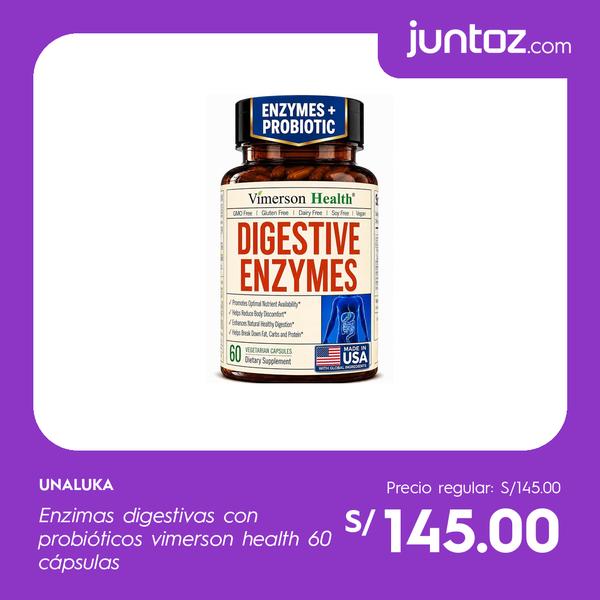 juntoz.com
ENZYMES +
PROBIOTIC
Vimerson Health®
GMO Free | Gluten Free | Dairy Free | Soy Free | Vegan
DIGESTIVE
ENZYMES
✓ Promotes Optimal Nutrient Availability*
✓ Helps Reduce Body Discomfort*
✓ Enhances Natural Healthy Digestion*
✓ Helps Break Down Fat, Carbs and Protein*
60 VEGETARIAN CAPSULES
Dietary Supplement
MADE IN
USA
WITH GLOBAL INGREDIENTS
UNALUKA
Enzimas digestivas con
probióticos vimerson health 60
cápsulas
Precio regular: S/145.00
S/ 145.00